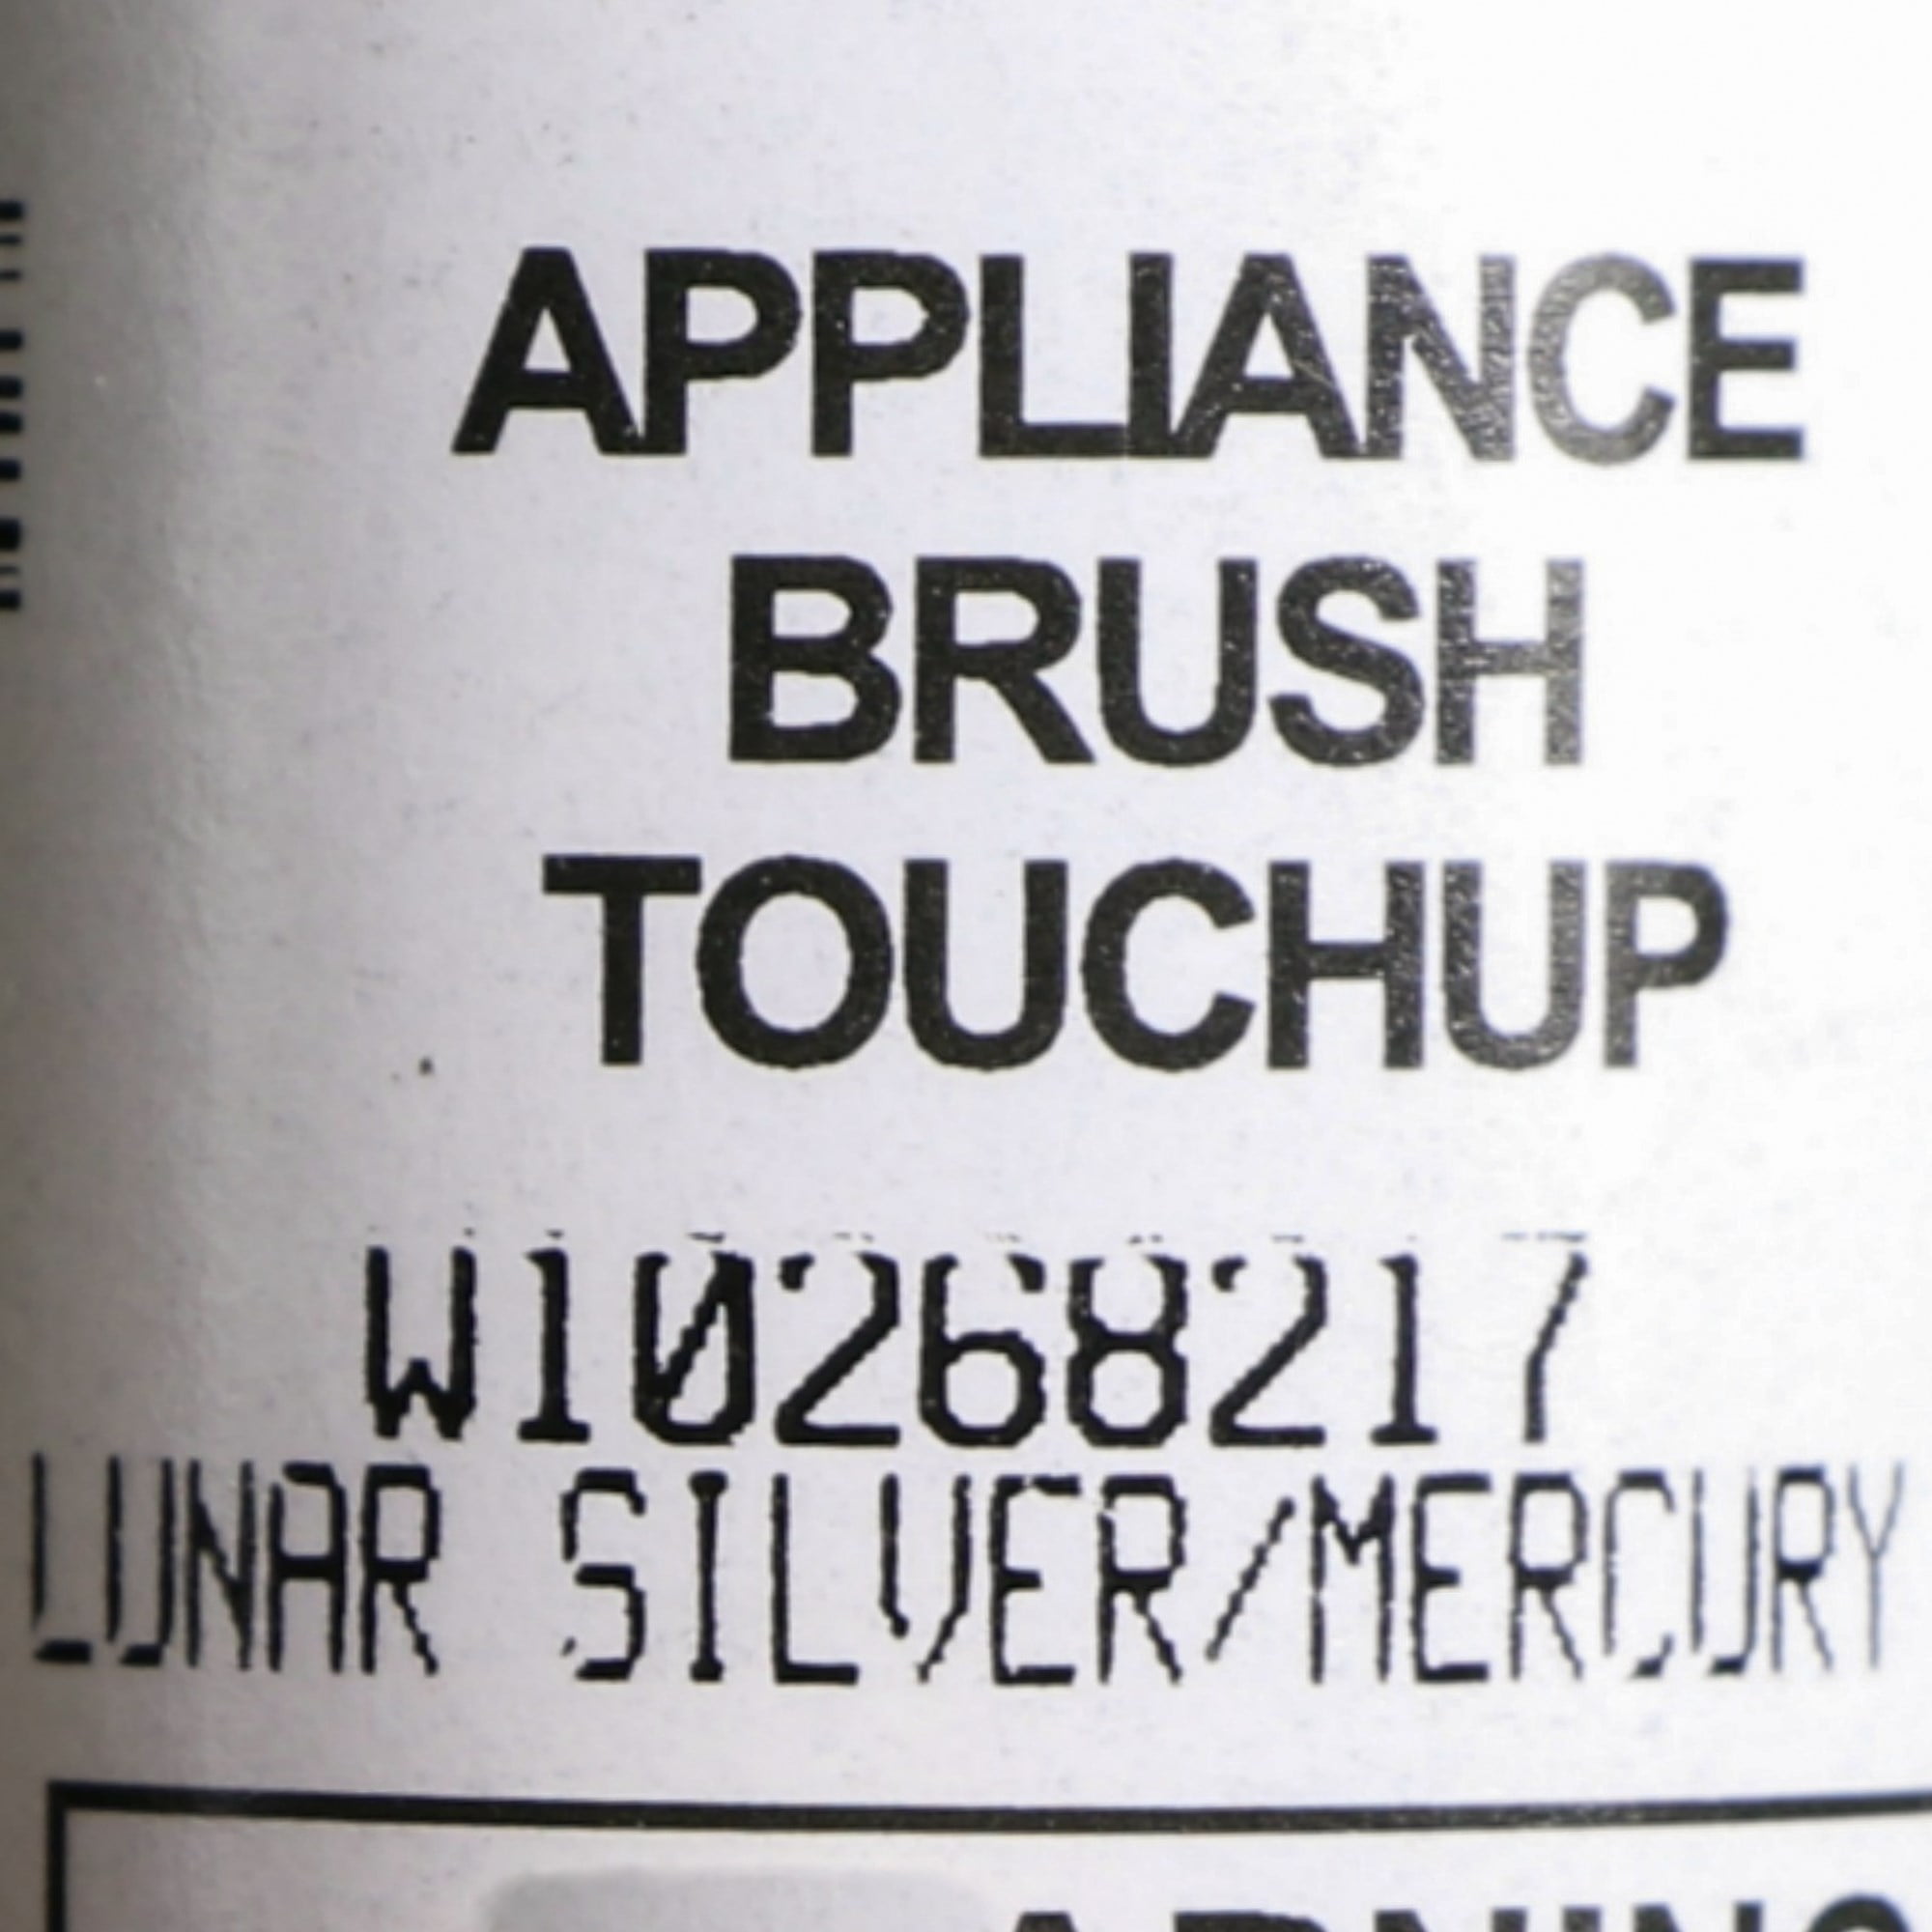 APPLIANCE
BRUSH
TOUCHUP
W10268217
LUNAR SILVER/MERCURY